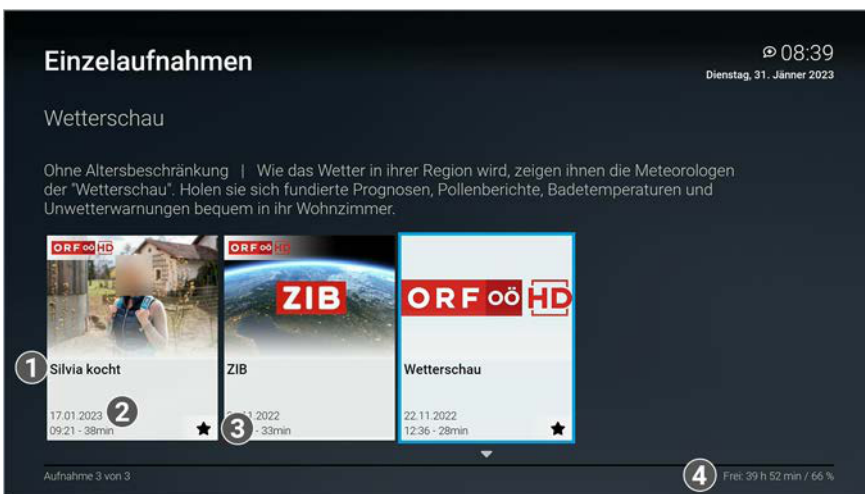 Einzelaufnahmen
08:39
Dienstag, 31. Jänner 2023
Wetterschau
Ohne Altersbeschränkung | Wie das Wetter in ihrer Region wird, zeigen ihnen die Meteorologen
der "Wetterschau". Holen sie sich fundierte Prognosen, Pollenberichte, Badetemperaturen und
Unwetterwarnungen bequem in ihr Wohnzimmer.
ORF oö HD
ORF oö HD
ZIB
ORF oö HD
1 Silvia kocht
ZIB
Wetterschau
17.01.2023 2
.11.2022
22.11.2022
09:21 - 38min
3 - 33min
12:36 - 28min
Aufnahme 3 von 3
4 Frei: 39 h 52 min / 66 %